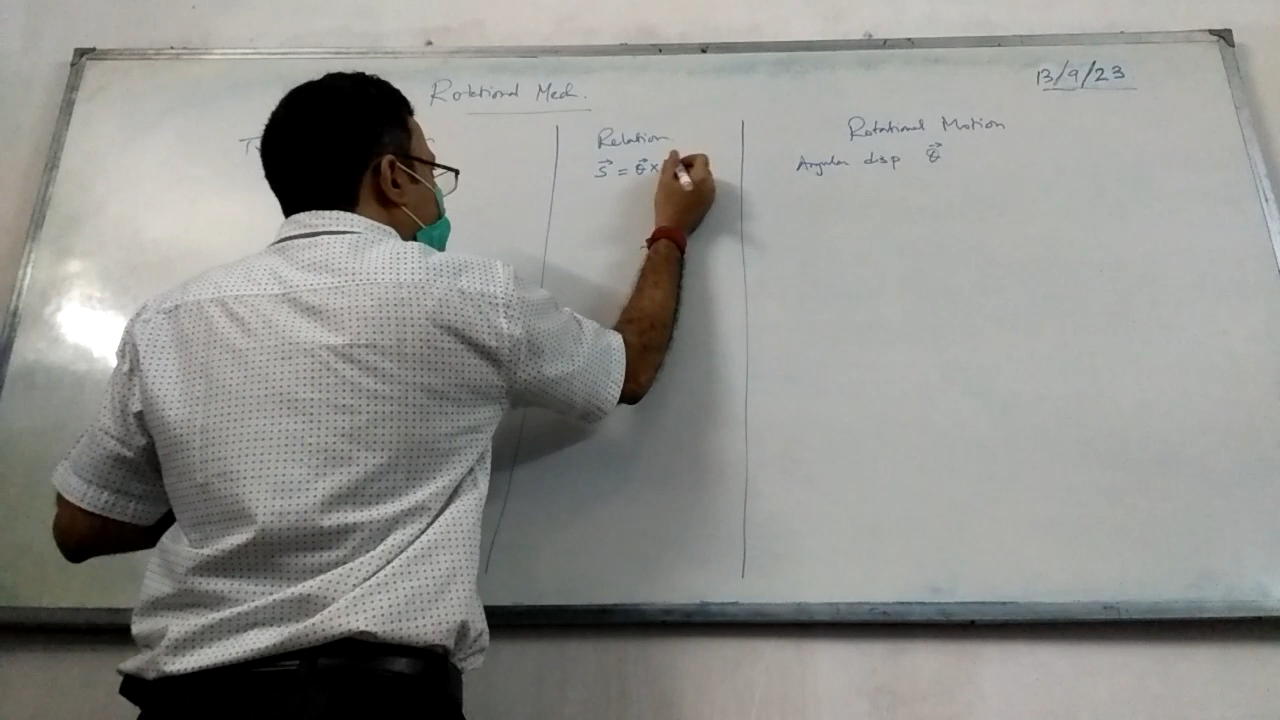 Rotational Mech.
13/9/23
Relation
S⃗ = θ⃗ ×
Rotational Motion
Angular disp θ⃗